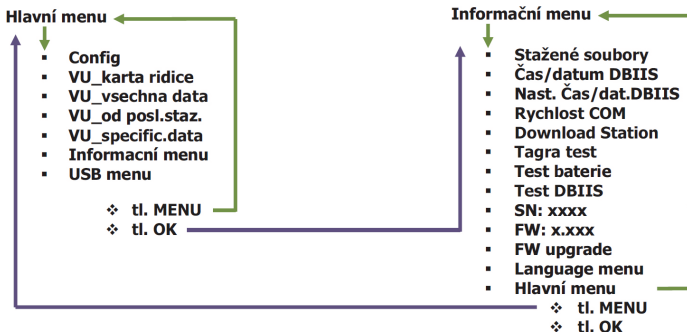 Hlavní menu
Config
VU_karta ridice
VU_vsechna data
VU_od posl.staz.
VU_specific.data
Informacní menu
USB menu
tl. MENU
tl. OK
Informační menu
Stažené soubory
Čas/datum DBIIS
Nast. Čas/dat.DBIIS
Rychlost COM
Download Station
Tagra test
Test baterie
Test DBIIS
SN: xxxx
FW: x.xxx
FW upgrade
Language menu
Hlavní menu
tl. MENU
tl. OK